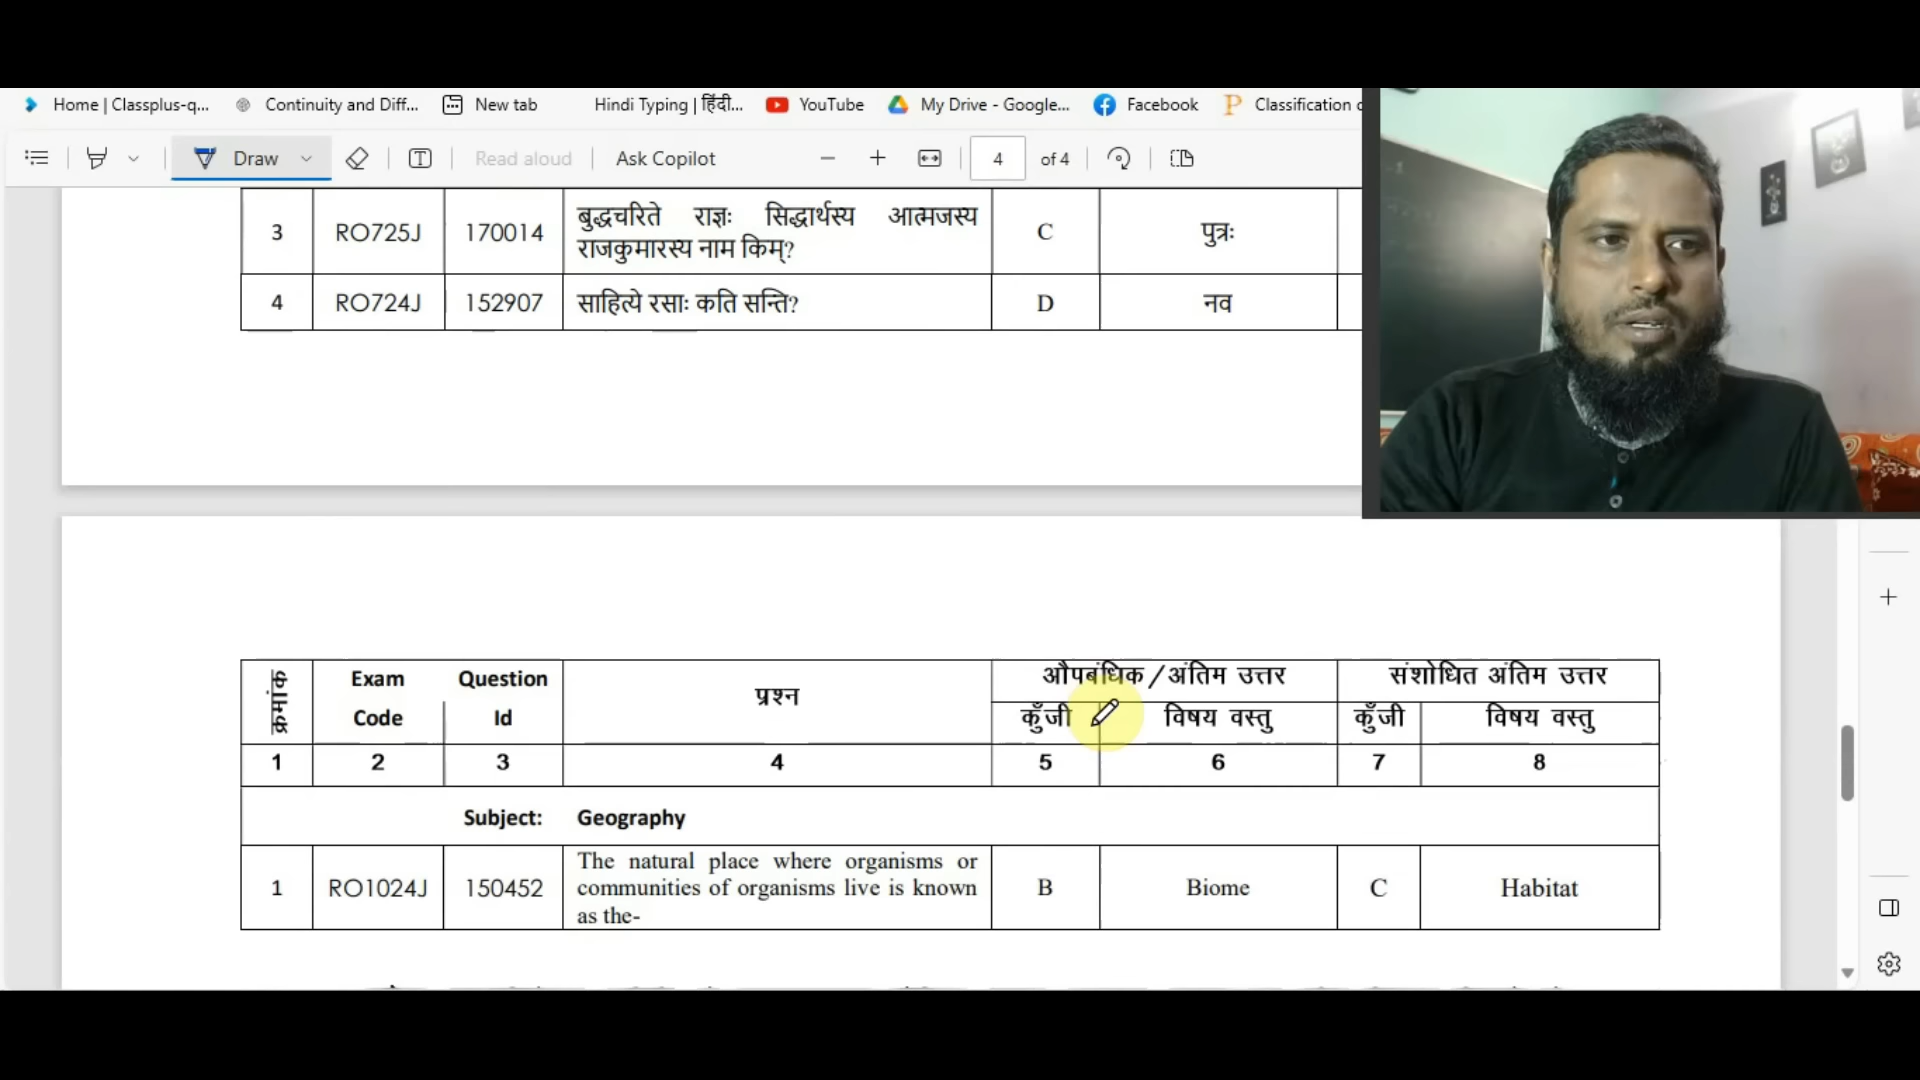 Home | Classplus-q... Continuity and Diff... New tab Hindi Typing | हिंदी... YouTube My Drive - Google... Facebook Classification
Draw Read aloud Ask Copilot 4 of 4
3 RO725J 170014 बुद्धचरिते राज्ञः सिद्धार्थस्य आत्मजस्य C पुत्रः
राजकुमारस्य नाम किम्?
4 RO724J 152907 साहित्ये रसाः कति सन्ति? D नव
क्रमांक Exam Code Question Id प्रश्न औपबंधिक/अंतिम उत्तर संशोधित अंतिम उत्तर
कुँजी विषय वस्तु कुँजी विषय वस्तु
1 2 3 4 5 6 7 8
Subject: Geography
1 RO1024J 150452 The natural place where organisms or B Biome C Habitat
communities of organisms live is known
as the-